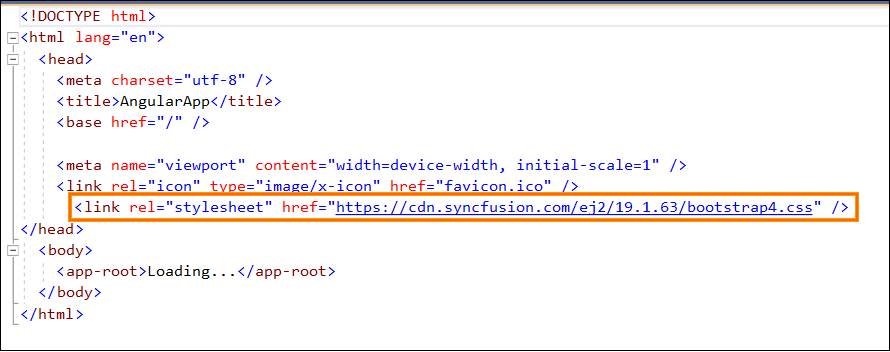 <!DOCTYPE html>
<html lang="en">
<head>
<meta charset="utf-8" />
<title>AngularApp</title>
<base href="/" />
<meta name="viewport" content="width=device-width, initial-scale=1" />
<link rel="icon" type="image/x-icon" href="favicon.ico" />
<link rel="stylesheet" href="https://cdn.syncfusion.com/ej2/19.1.63/bootstrap4.css" />
</head>
<body>
<app-root>Loading...</app-root>
</body>
</html>